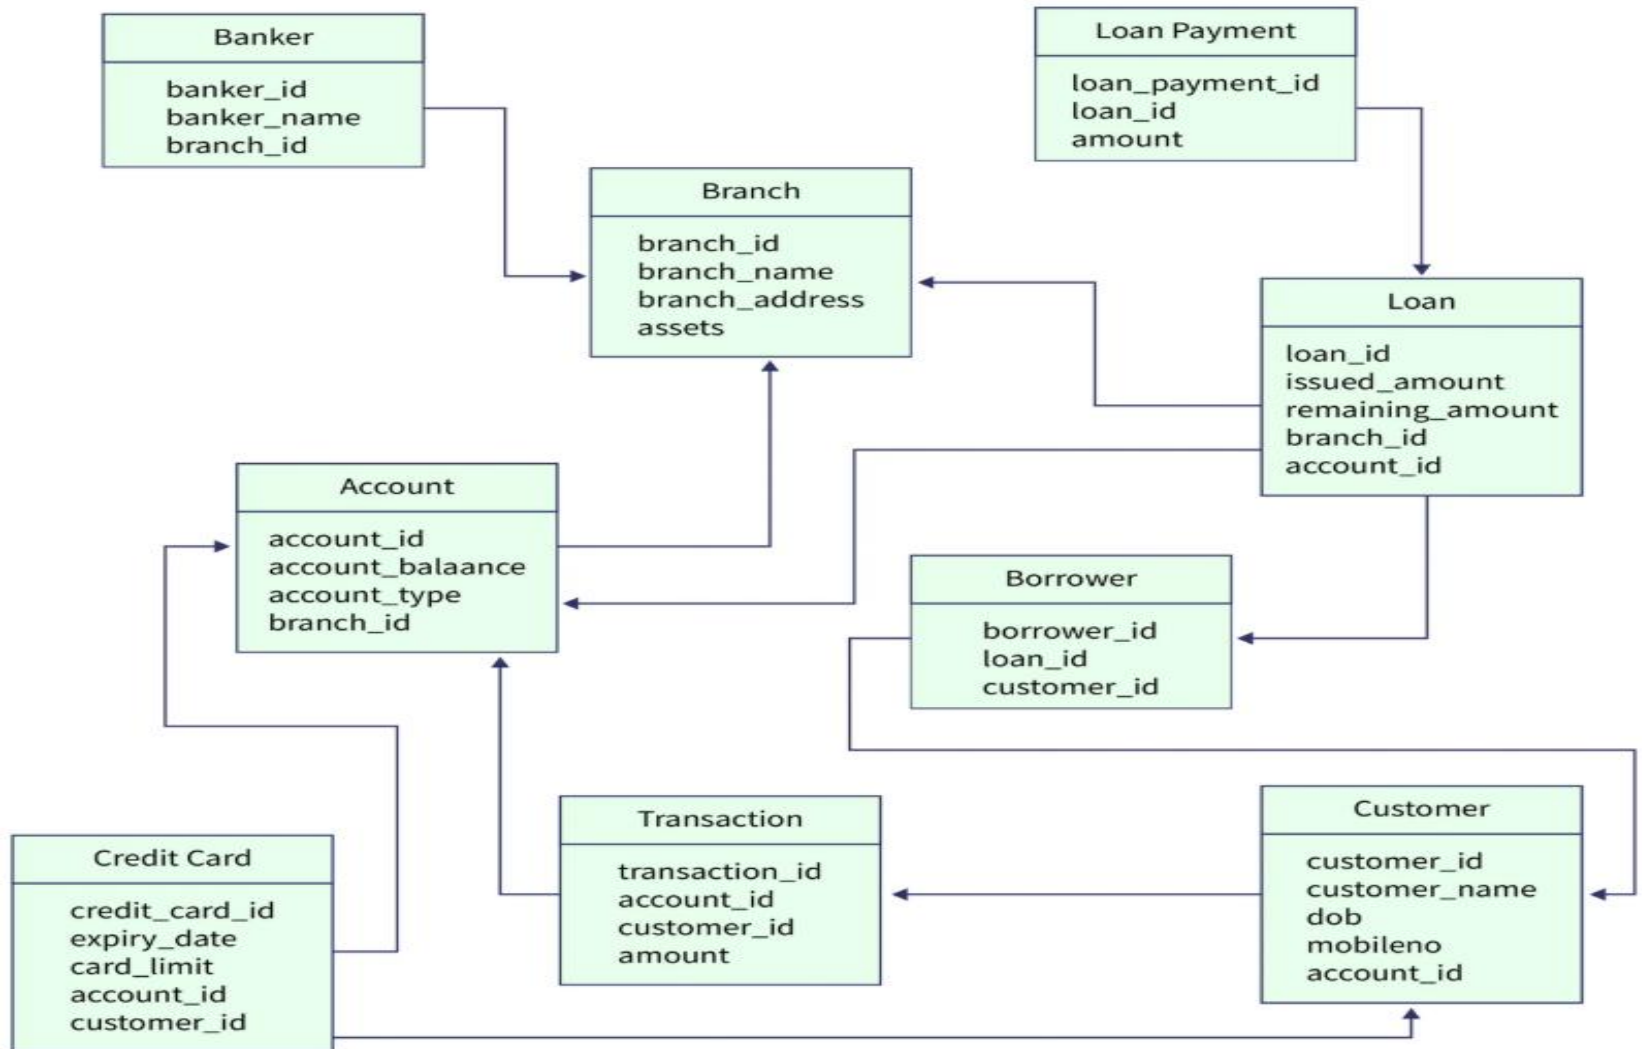 Banker
banker_id
banker_name
branch_id
Loan Payment
loan_payment_id
loan_id
amount
Branch
branch_id
branch_name
branch_address
assets
Loan
loan_id
issued_amount
remaining_amount
branch_id
account_id
Account
account_id
account_balaance
account_type
branch_id
Borrower
borrower_id
loan_id
customer_id
Transaction
transaction_id
account_id
customer_id
amount
Customer
customer_id
customer_name
dob
mobileno
account_id
Credit Card
credit_card_id
expiry_date
card_limit
account_id
customer_id